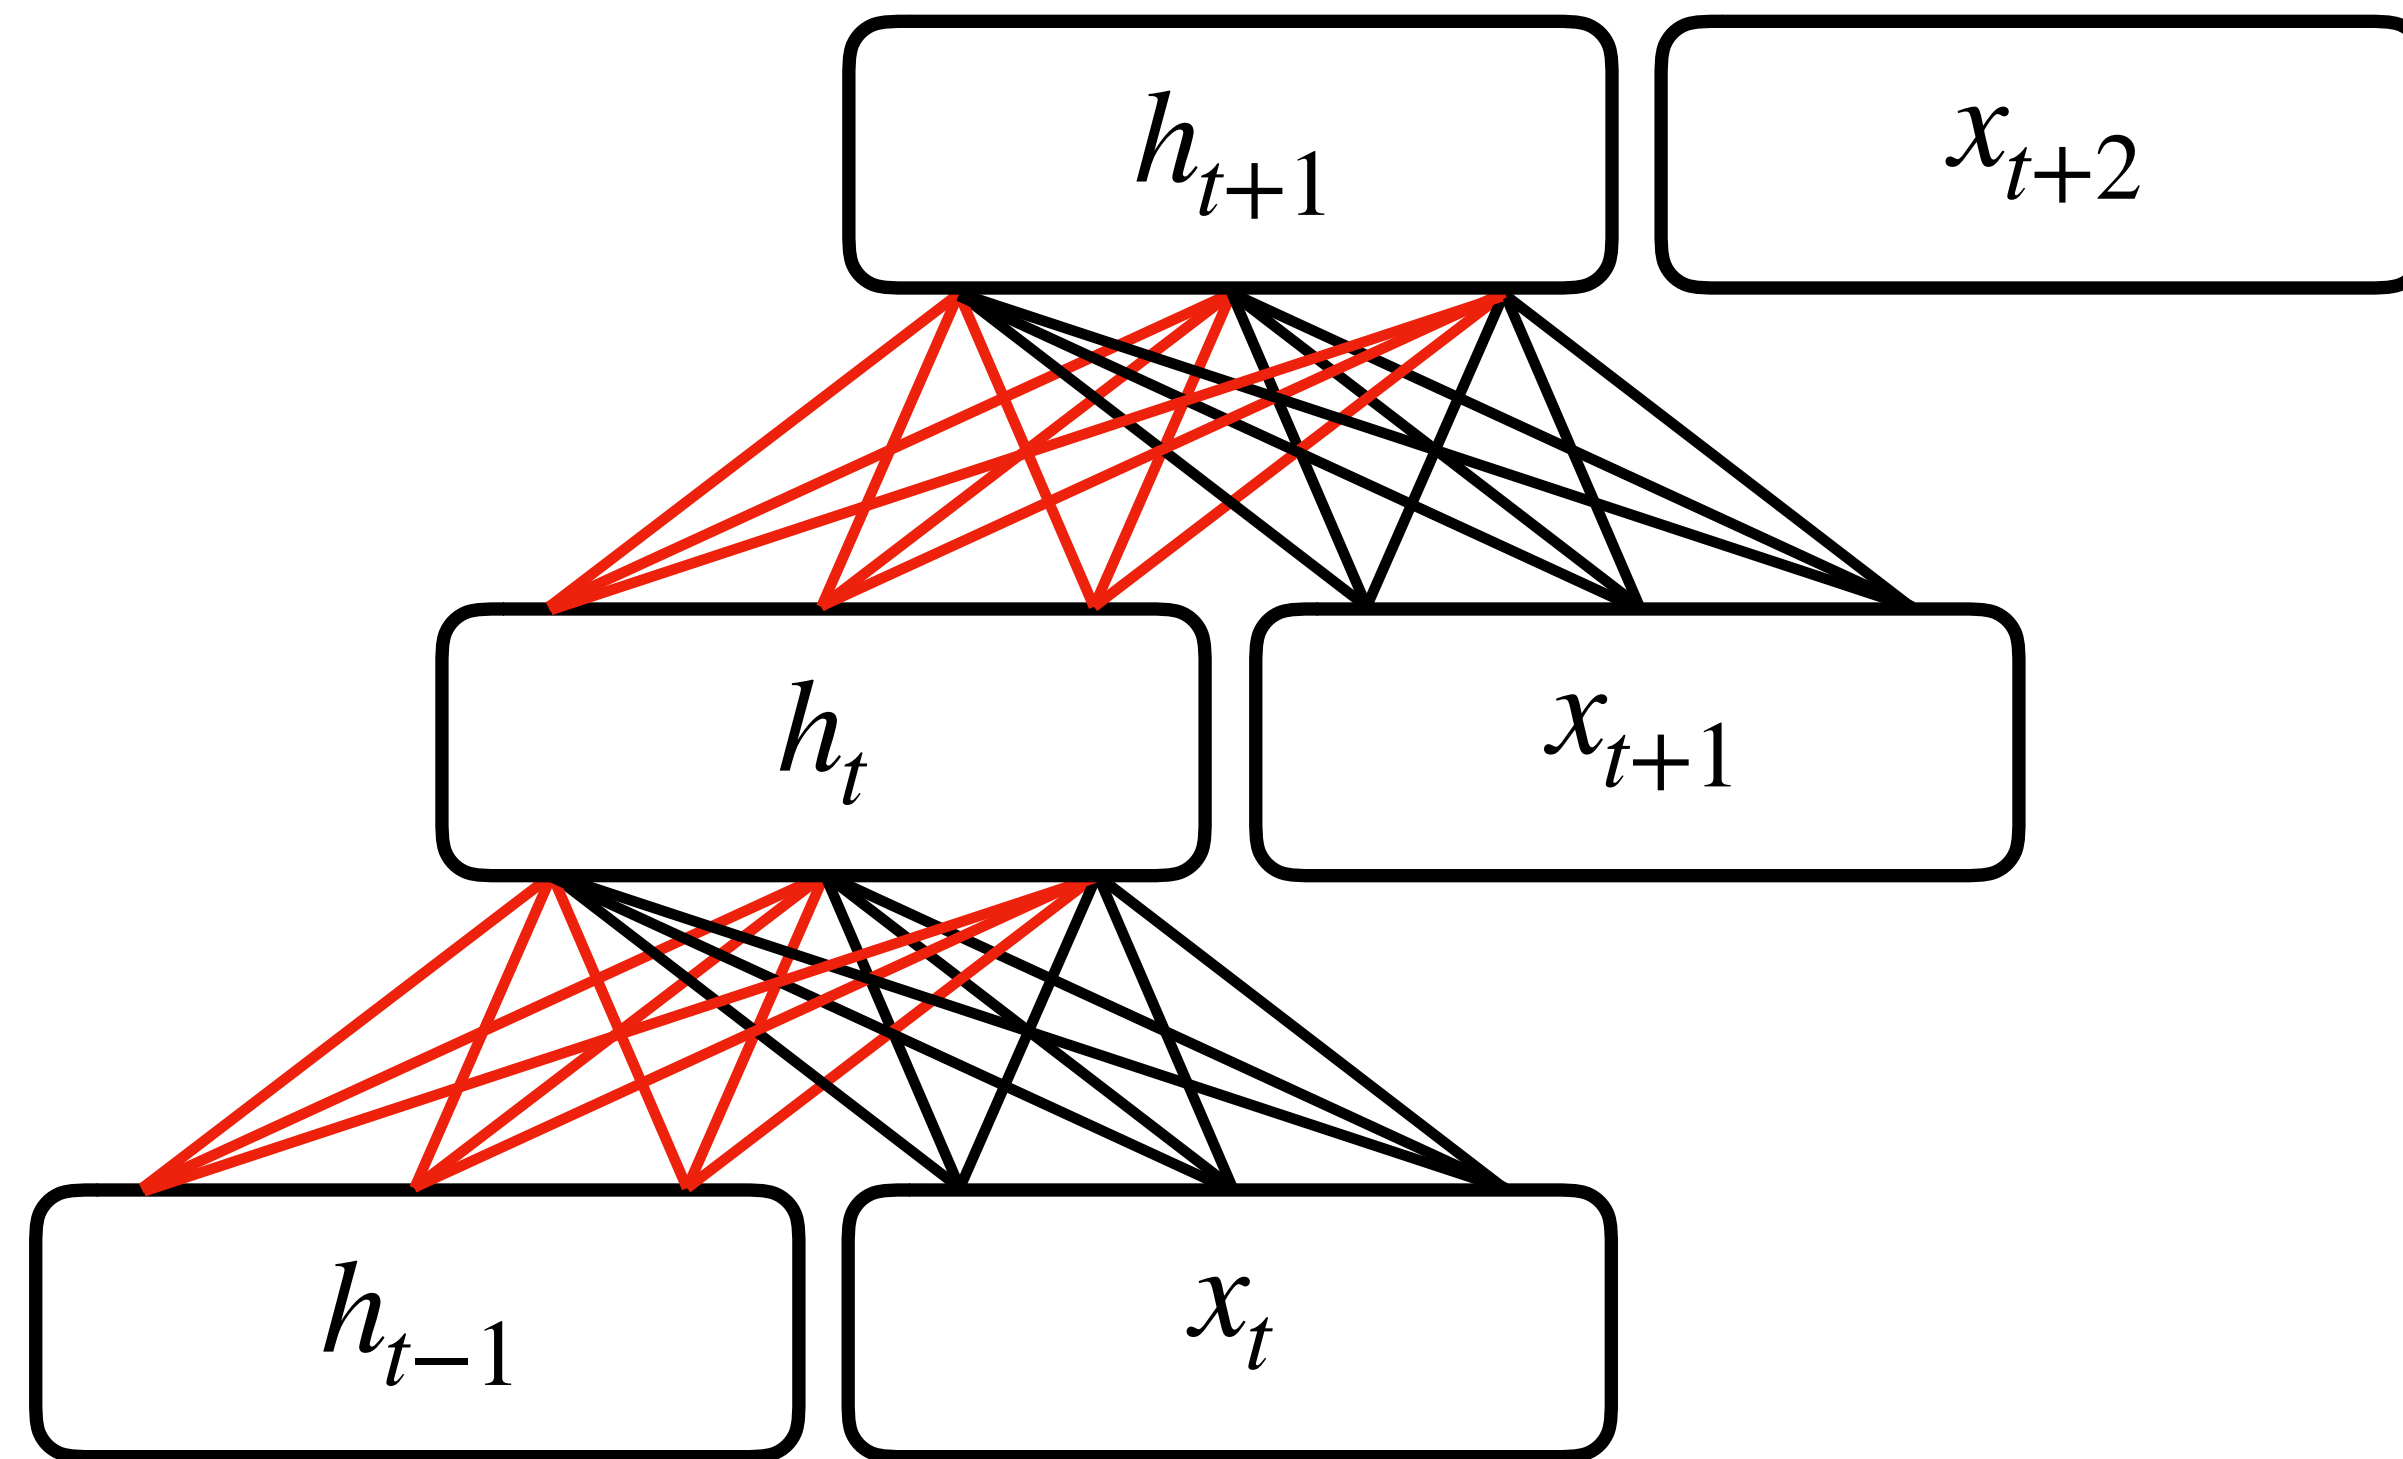 h_{t+1} x_{t+2}
h_t x_{t+1}
h_{t−1} x_t